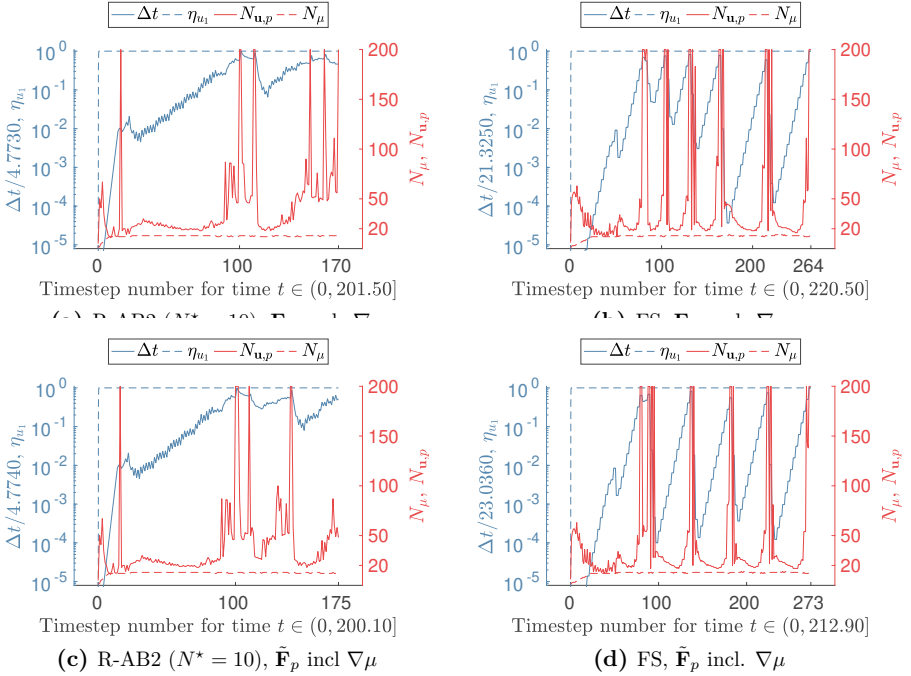 Δt η_{u_1} N_{u,p} N_μ
Δt η_{u_1} N_{u,p} N_μ
10^0
10^{-1}
10^{-2}
10^{-3}
10^{-4}
10^{-5}
Δt/4.7730, η_{u_1}
200
150
100
50
20
N_μ, N_{u,p}
0 100 170
Timestep number for time t ∈ (0, 201.50]
10^0
10^{-1}
10^{-2}
10^{-3}
10^{-4}
10^{-5}
Δt/21.3250, η_{u_1}
200
150
100
50
20
N_μ, N_{u,p}
0 100 200 264
Timestep number for time t ∈ (0, 220.50]
R-AB2 (N⋆ = 10),
FS,
Δt η_{u_1} N_{u,p} N_μ
Δt η_{u_1} N_{u,p} N_μ
10^0
10^{-1}
10^{-2}
10^{-3}
10^{-4}
10^{-5}
Δt/4.7740, η_{u_1}
200
150
100
50
20
N_μ, N_{u,p}
0 100 175
Timestep number for time t ∈ (0, 200.10]
(c) R-AB2 (N⋆ = 10), F̃_p incl ∇μ
10^0
10^{-1}
10^{-2}
10^{-3}
10^{-4}
10^{-5}
Δt/23.0360, η_{u_1}
200
150
100
50
20
N_μ, N_{u,p}
0 100 200 273
Timestep number for time t ∈ (0, 212.90]
(d) FS, F̃_p incl. ∇μ